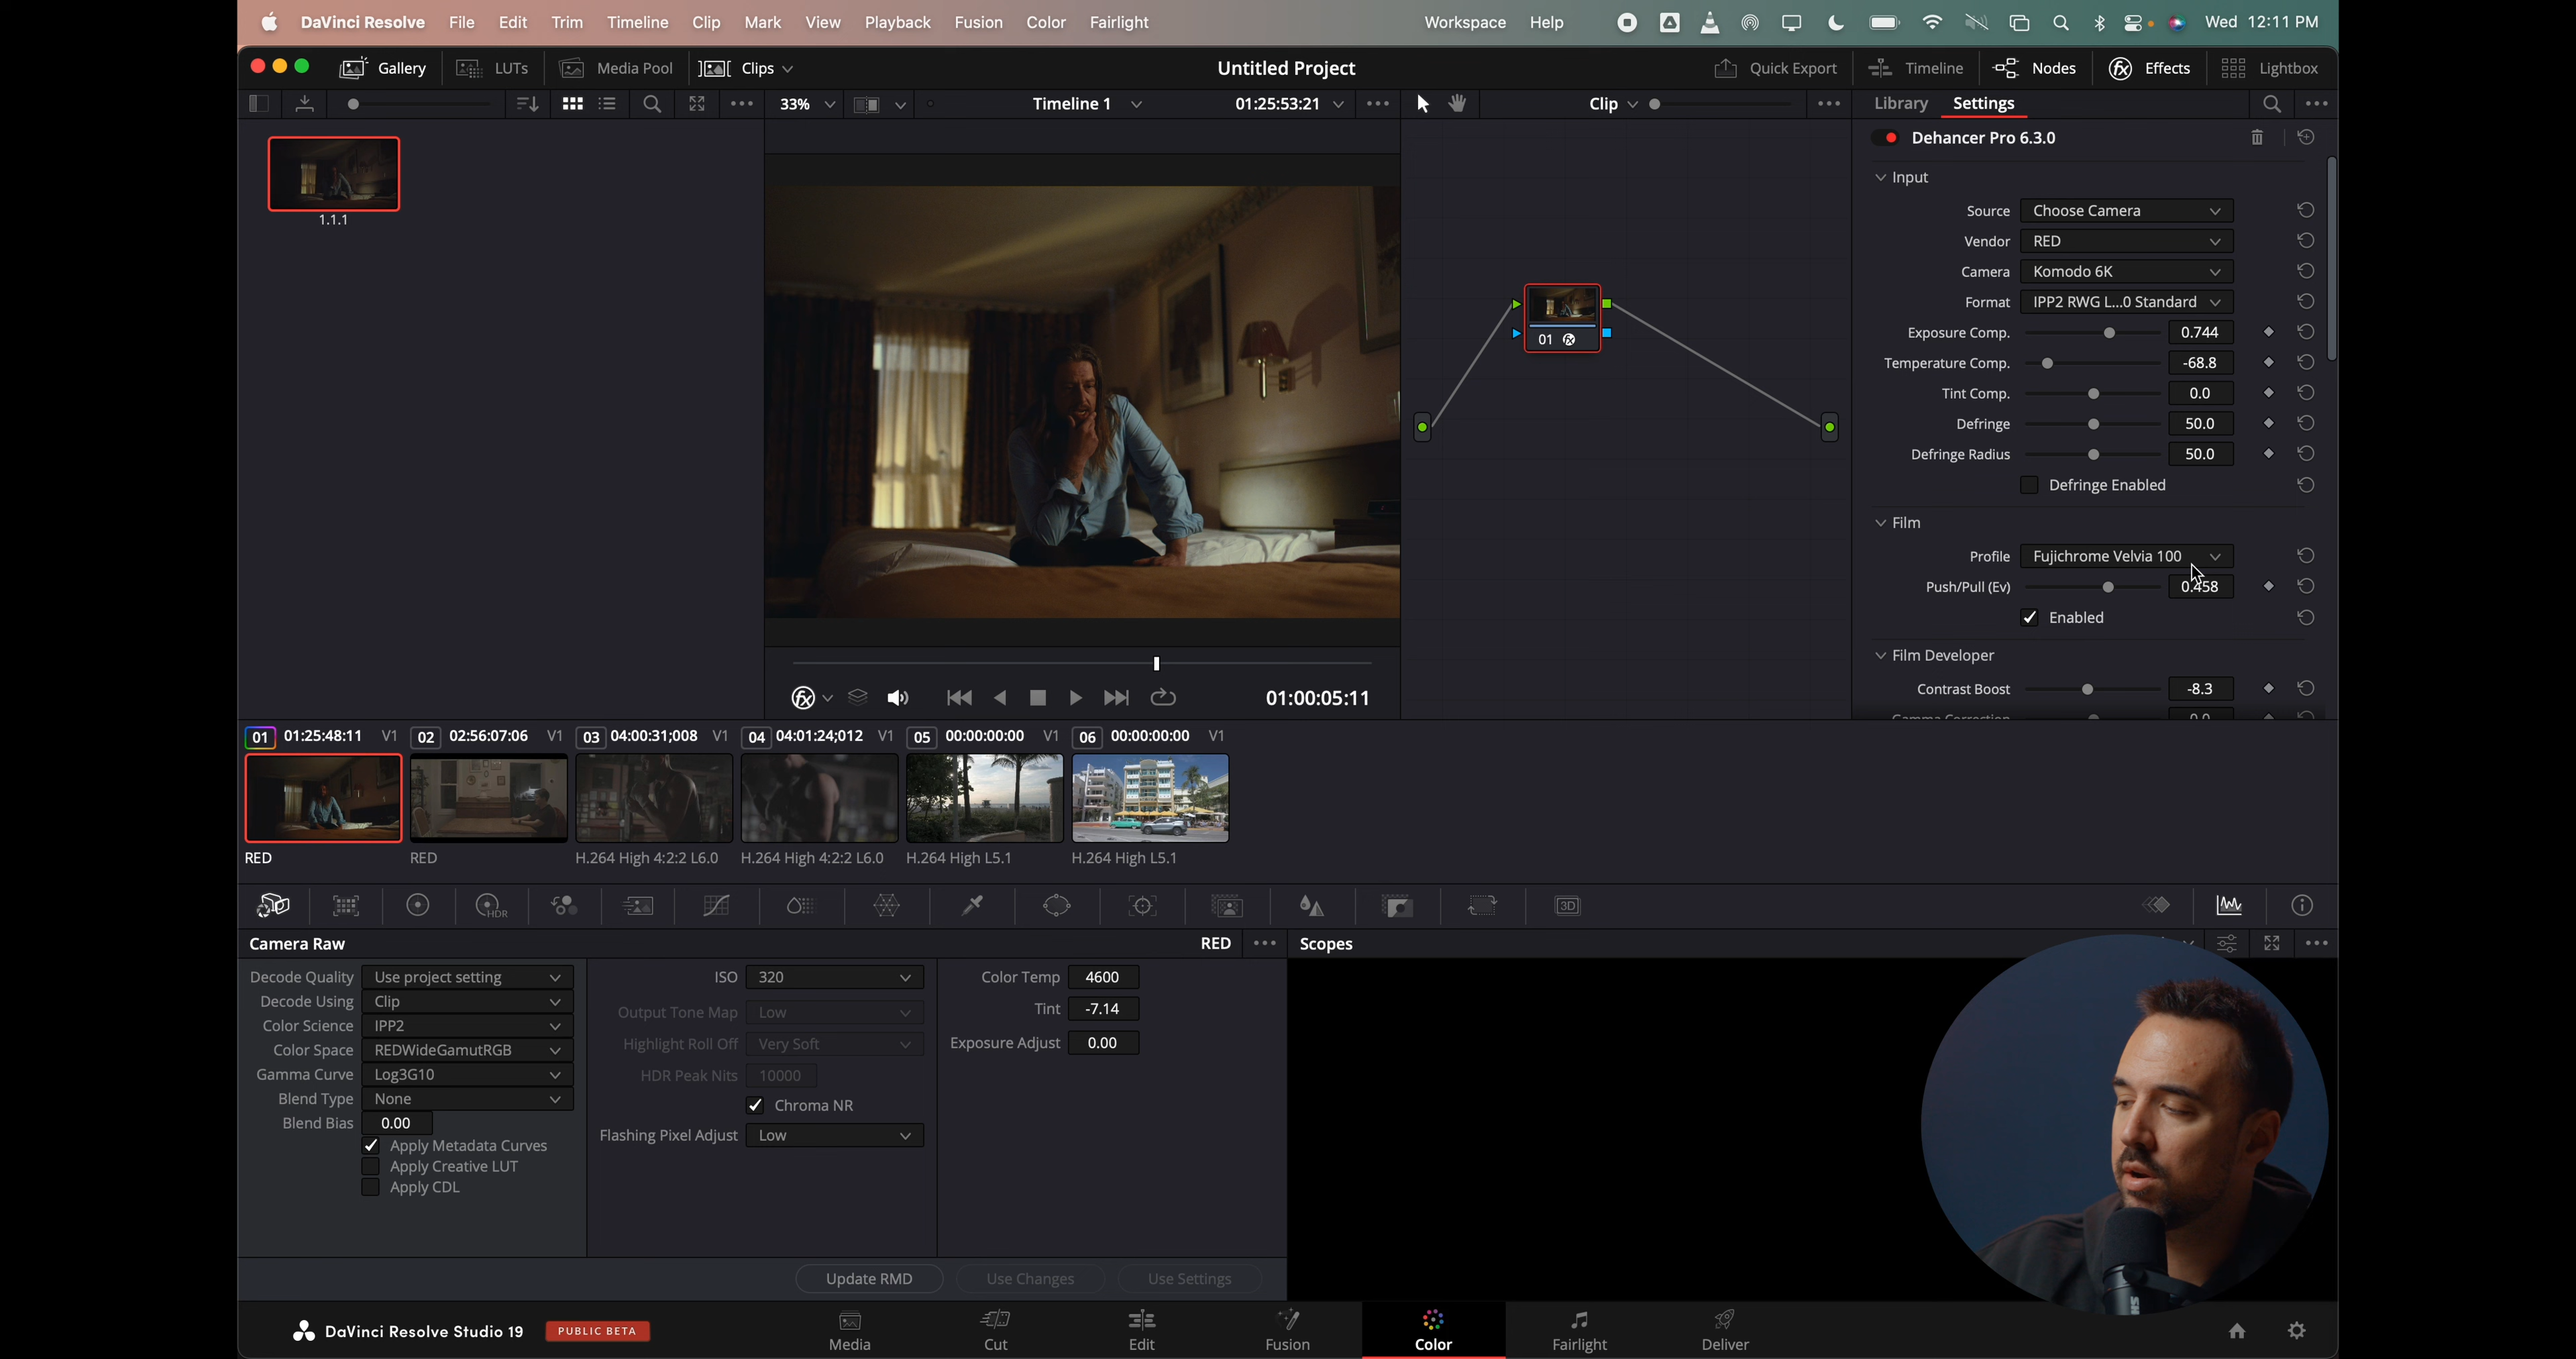 DaVinci Resolve File Edit Trim Timeline Clip Mark View Playback Fusion Color Fairlight Workspace Help Wed 12:11 PM
Gallery LUTs Media Pool Clips Untitled Project Quick Export Timeline Nodes Effects Lightbox
33% Timeline 1 01:25:53:21 Clip Library Settings
Dehancer Pro 6.3.0
Input
Source Choose Camera
Vendor RED
Camera Komodo 6K
Format IPP2 RWG L...0 Standard
Exposure Comp. 0.744
Temperature Comp. -68.8
Tint Comp. 0.0
Defringe 50.0
Defringe Radius 50.0
Defringe Enabled
Film
Profile Fujichrome Velvia 100
Push/Pull (Ev) 0.458
Enabled
Film Developer
Contrast Boost -8.3
Gamma Correction 0.0
1.1.1
01
01:00:05:11
01 01:25:48:11 V1 02 02:56:07:06 V1 03 04:00:31;008 V1 04 04:01:24;012 V1 05 00:00:00:00 V1 06 00:00:00:00 V1
RED RED H.264 High 4:2:2 L6.0 H.264 High 4:2:2 L6.0 H.264 High L5.1 H.264 High L5.1
HDR 3D
Camera Raw RED Scopes
Decode Quality Use project setting
Decode Using Clip
Color Science IPP2
Color Space REDWideGamutRGB
Gamma Curve Log3G10
Blend Type None
Blend Bias 0.00
Apply Metadata Curves
Apply Creative LUT
Apply CDL
ISO 320
Output Tone Map Low
Highlight Roll Off Very Soft
HDR Peak Nits 10000
Chroma NR
Flashing Pixel Adjust Low
Color Temp 4600
Tint -7.14
Exposure Adjust 0.00
Update RMD Use Changes Use Settings
DaVinci Resolve Studio 19 PUBLIC BETA Media Cut Edit Fusion Color Fairlight Deliver